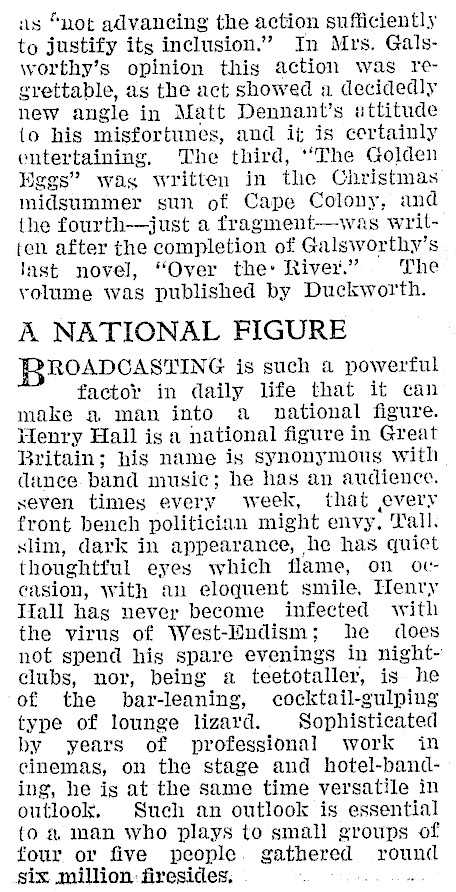 as "not advancing the action sufficiently
to justify its inclusion." In Mrs. Gals-
worthy's opinion this action was re-
grettable, as the act showed a decidedly
new angle in Matt Dennant's attitude
to his misfortunes, and it is certainly
entertaining. The third, "The Golden
Eggs" was written in the Christmas
midsummer sun of Cape Colony, and
the fourth—just a fragment—was writ-
ten after the completion of Galsworthy's
last novel, "Over the River." The
volume was published by Duckworth.
A NATIONAL FIGURE
BROADCASTING is such a powerful
factor in daily life that it can
make a man into a national figure.
Henry Hall is a national figure in Great
Britain; his name is synonymous with
dance band music; he has an audience.
seven times every week, that every
front bench politician might envy. Tall,
slim, dark in appearance, he has quiet
thoughtful eyes which flame, on oc-
casion, with an eloquent smile. Henry
Hall has never become infected with
the virus of West-Endism; he does
not spend his spare evenings in night-
clubs, nor, being a teetotaller, is he
of the bar-leaning, cocktail-gulping
type of lounge lizard. Sophisticated
by years of professional work in
cinemas, on the stage and hotel-band-
ing, he is at the same time versatile in
outlook. Such an outlook is essential
to a man who plays to small groups of
four or five people gathered round
six million firesides.